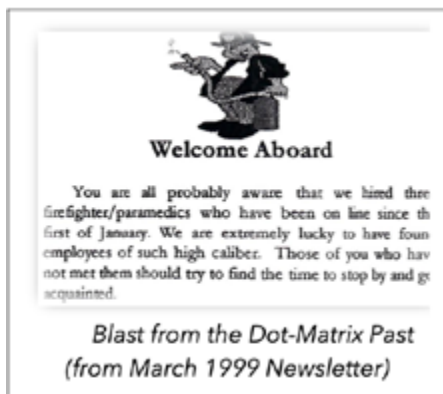 Welcome Aboard
You are all probably aware that we hired thre
firefighter/paramedics who have been on line since th
first of January. We are extremely lucky to have foun
employees of such high caliber. Those of you who hav
not met them should try to find the time to stop by and ge
acquainted.
Blast from the Dot-Matrix Past
(from March 1999 Newsletter)